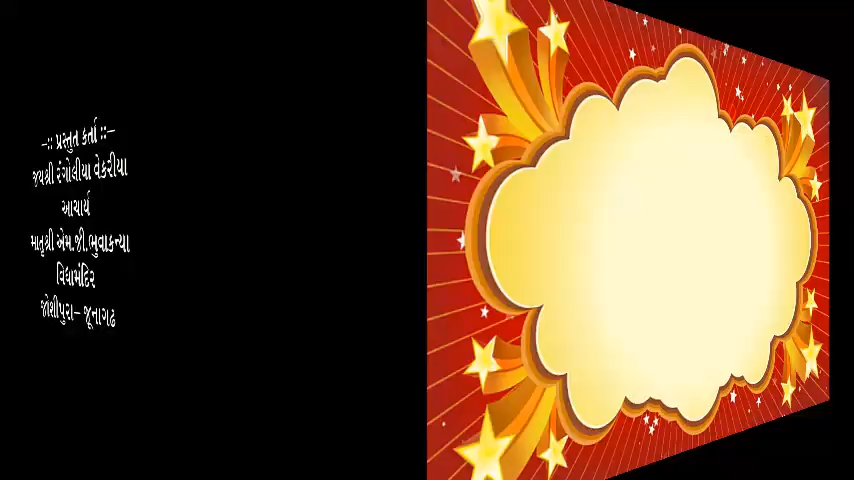 -:: પ્રસ્તુત કર્તા ::-
જયશ્રી રંગોલીયા વેકરીયા
આચાર્ય
માતૃશ્રી એમ.જી.ભુવાકન્યા
વિદ્યામંદિર
જોશીપુરા- જૂનાગઢ